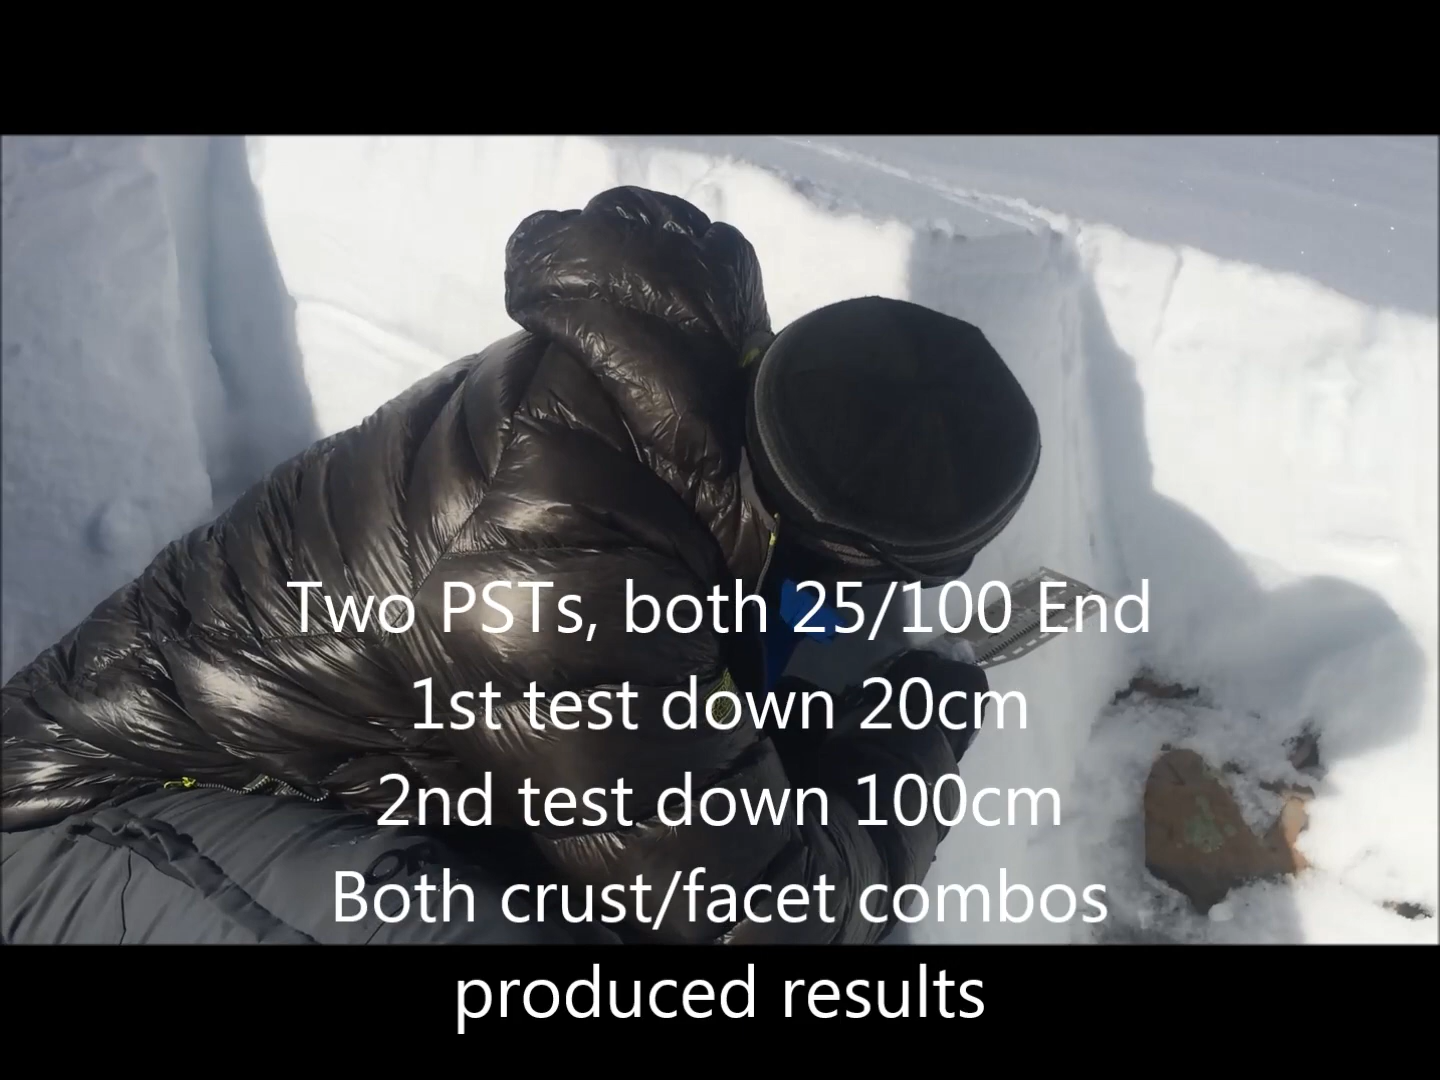 Two PSTs, both 25/100 End
1st test down 20cm
2nd test down 100cm
Both crust/facet combos
produced results